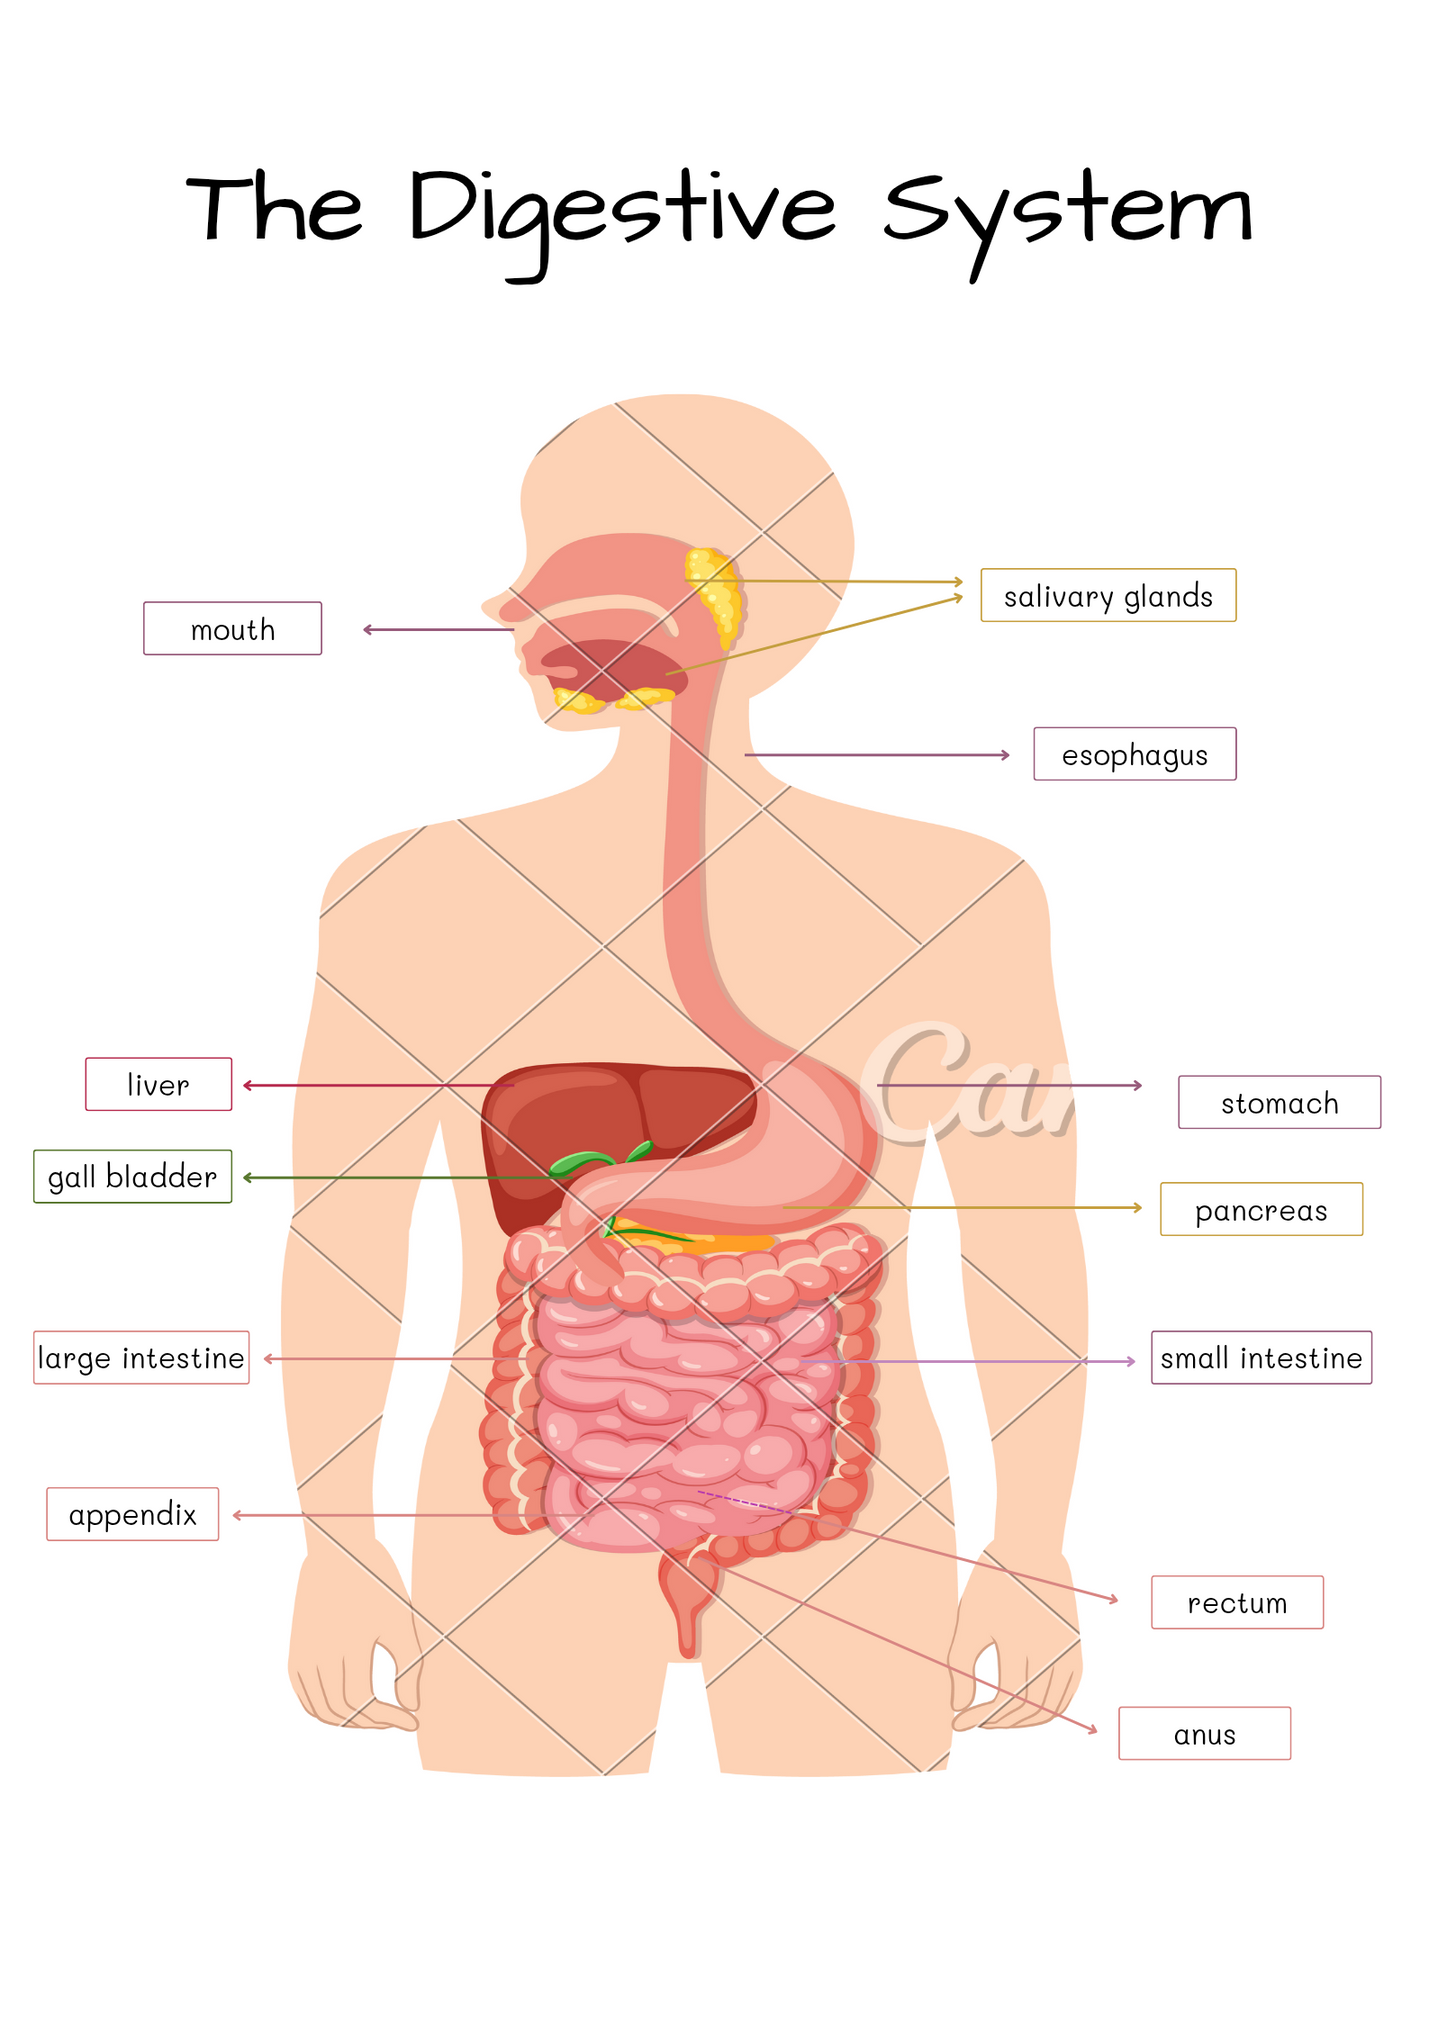 The Digestive System
mouth
salivary glands
esophagus
liver
stomach
gall bladder
pancreas
large intestine
small intestine
appendix
rectum
anus